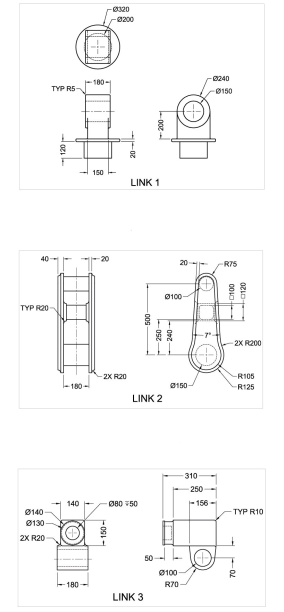 Ø320
Ø200
180
TYP R5
Ø240
Ø150
200
120
20
150
LINK 1
40
20
20
R75
□100
□120
Ø100
TYP R20
500
250
240
7°
2X R200
2X R20
180
Ø150
R105
R125
LINK 2
310
140
Ø80 ↧50
250
156
Ø140
Ø130
TYP R10
2X R20
150
50
Ø100
R70
70
180
LINK 3